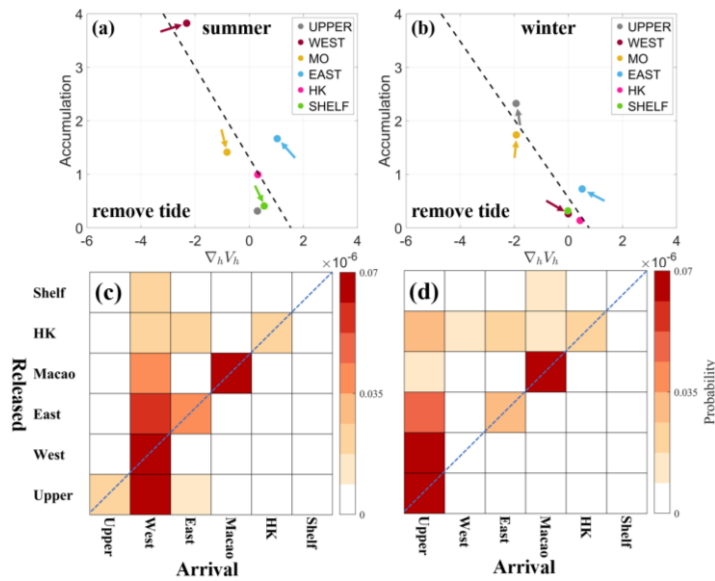 (a)
summer
UPPER
WEST
MO
EAST
HK
SHELF
Accumulation
4
3
2
1
0
remove tide
-6
-4
-2
0
2
4
×10⁻⁶
∇ₕVₕ
(b)
winter
UPPER
WEST
MO
EAST
HK
SHELF
Accumulation
4
3
2
1
0
remove tide
-6
-4
-2
0
2
4
×10⁻⁶
∇ₕVₕ
(c)
Released
Shelf
HK
Macao
East
West
Upper
Upper
West
East
Macao
HK
Shelf
Arrival
0.07
0.035
0
(d)
Upper
West
East
Macao
HK
Shelf
Arrival
0.07
0.035
0
Probability